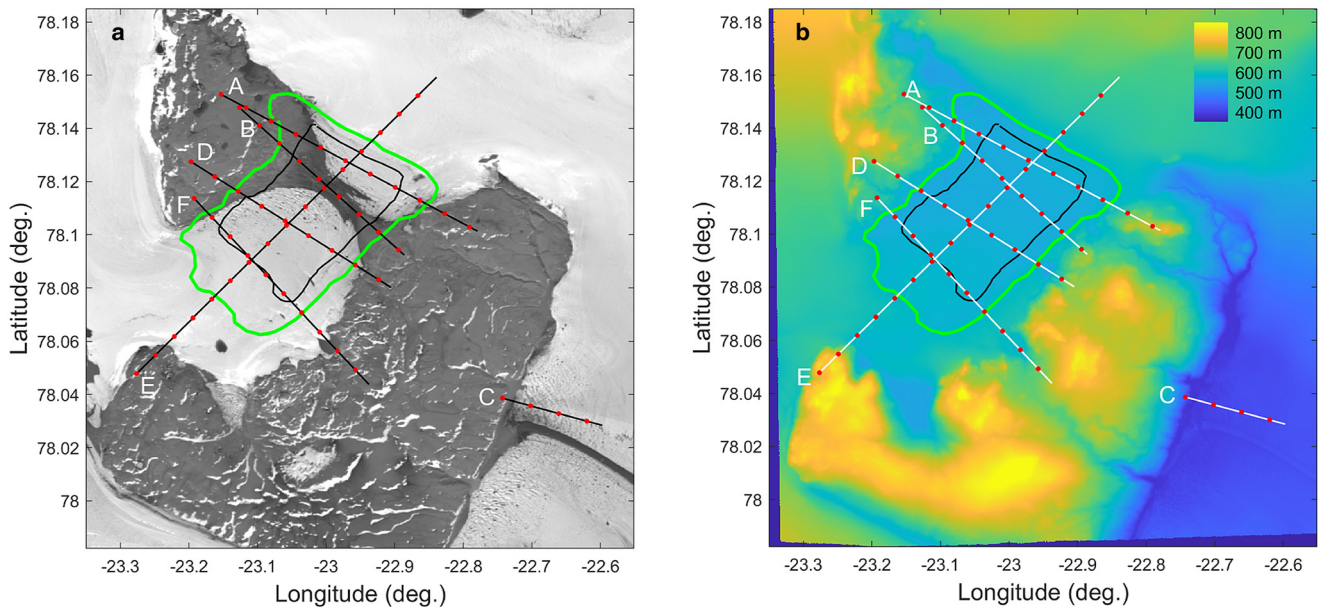 a
78.18
78.16
78.14
78.12
78.1
78.08
78.06
78.04
78.02
78
Latitude (deg.)
A
B
D
F
E
C
-23.3 -23.2 -23.1 -23 -22.9 -22.8 -22.7 -22.6
Longitude (deg.)
b
78.18
78.16
78.14
78.12
78.1
78.08
78.06
78.04
78.02
78
Latitude (deg.)
800 m
700 m
600 m
500 m
400 m
A
B
D
F
E
C
-23.3 -23.2 -23.1 -23 -22.9 -22.8 -22.7 -22.6
Longitude (deg.)